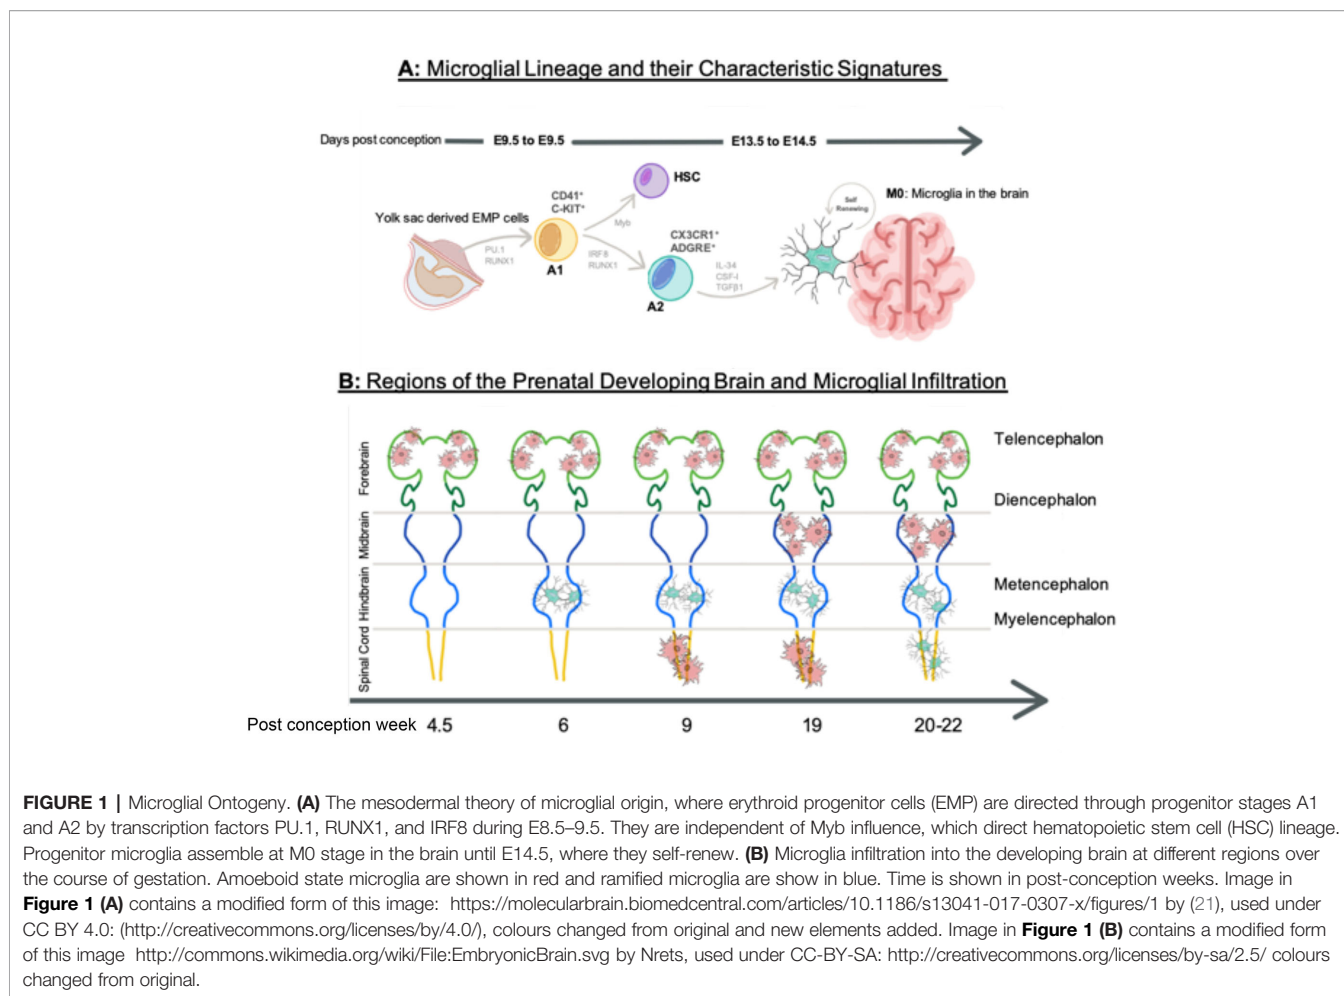 A: Microglial Lineage and their Characteristic Signatures
Days post conception
E9.5 to E9.5
E13.5 to E14.5
HSC
CD41⁺
C-KIT⁺
Yolk sac derived EMP cells
Myb
PU.1
RUNX1
A1
IRF8
RUNX1
CX3CR1⁺
ADGRE⁺
A2
IL-34
CSF-I
TGFβ1
Self
Renewing
M0: Microglia in the brain
B: Regions of the Prenatal Developing Brain and Microglial Infiltration
Forebrain
Midbrain
Hindbrain
Spinal Cord
Telencephalon
Diencephalon
Metencephalon
Myelencephalon
Post conception week 4.5 6 9 19 20-22
FIGURE 1 | Microglial Ontogeny. (A) The mesodermal theory of microglial origin, where erythroid progenitor cells (EMP) are directed through progenitor stages A1
and A2 by transcription factors PU.1, RUNX1, and IRF8 during E8.5–9.5. They are independent of Myb influence, which direct hematopoietic stem cell (HSC) lineage.
Progenitor microglia assemble at M0 stage in the brain until E14.5, where they self-renew. (B) Microglia infiltration into the developing brain at different regions over
the course of gestation. Amoeboid state microglia are shown in red and ramified microglia are show in blue. Time is shown in post-conception weeks. Image in
Figure 1 (A) contains a modified form of this image: https://molecularbrain.biomedcentral.com/articles/10.1186/s13041-017-0307-x/figures/1 by (21), used under
CC BY 4.0: (http://creativecommons.org/licenses/by/4.0/), colours changed from original and new elements added. Image in Figure 1 (B) contains a modified form
of this image http://commons.wikimedia.org/wiki/File:EmbryonicBrain.svg by Nrets, used under CC-BY-SA: http://creativecommons.org/licenses/by-sa/2.5/ colours
changed from original.